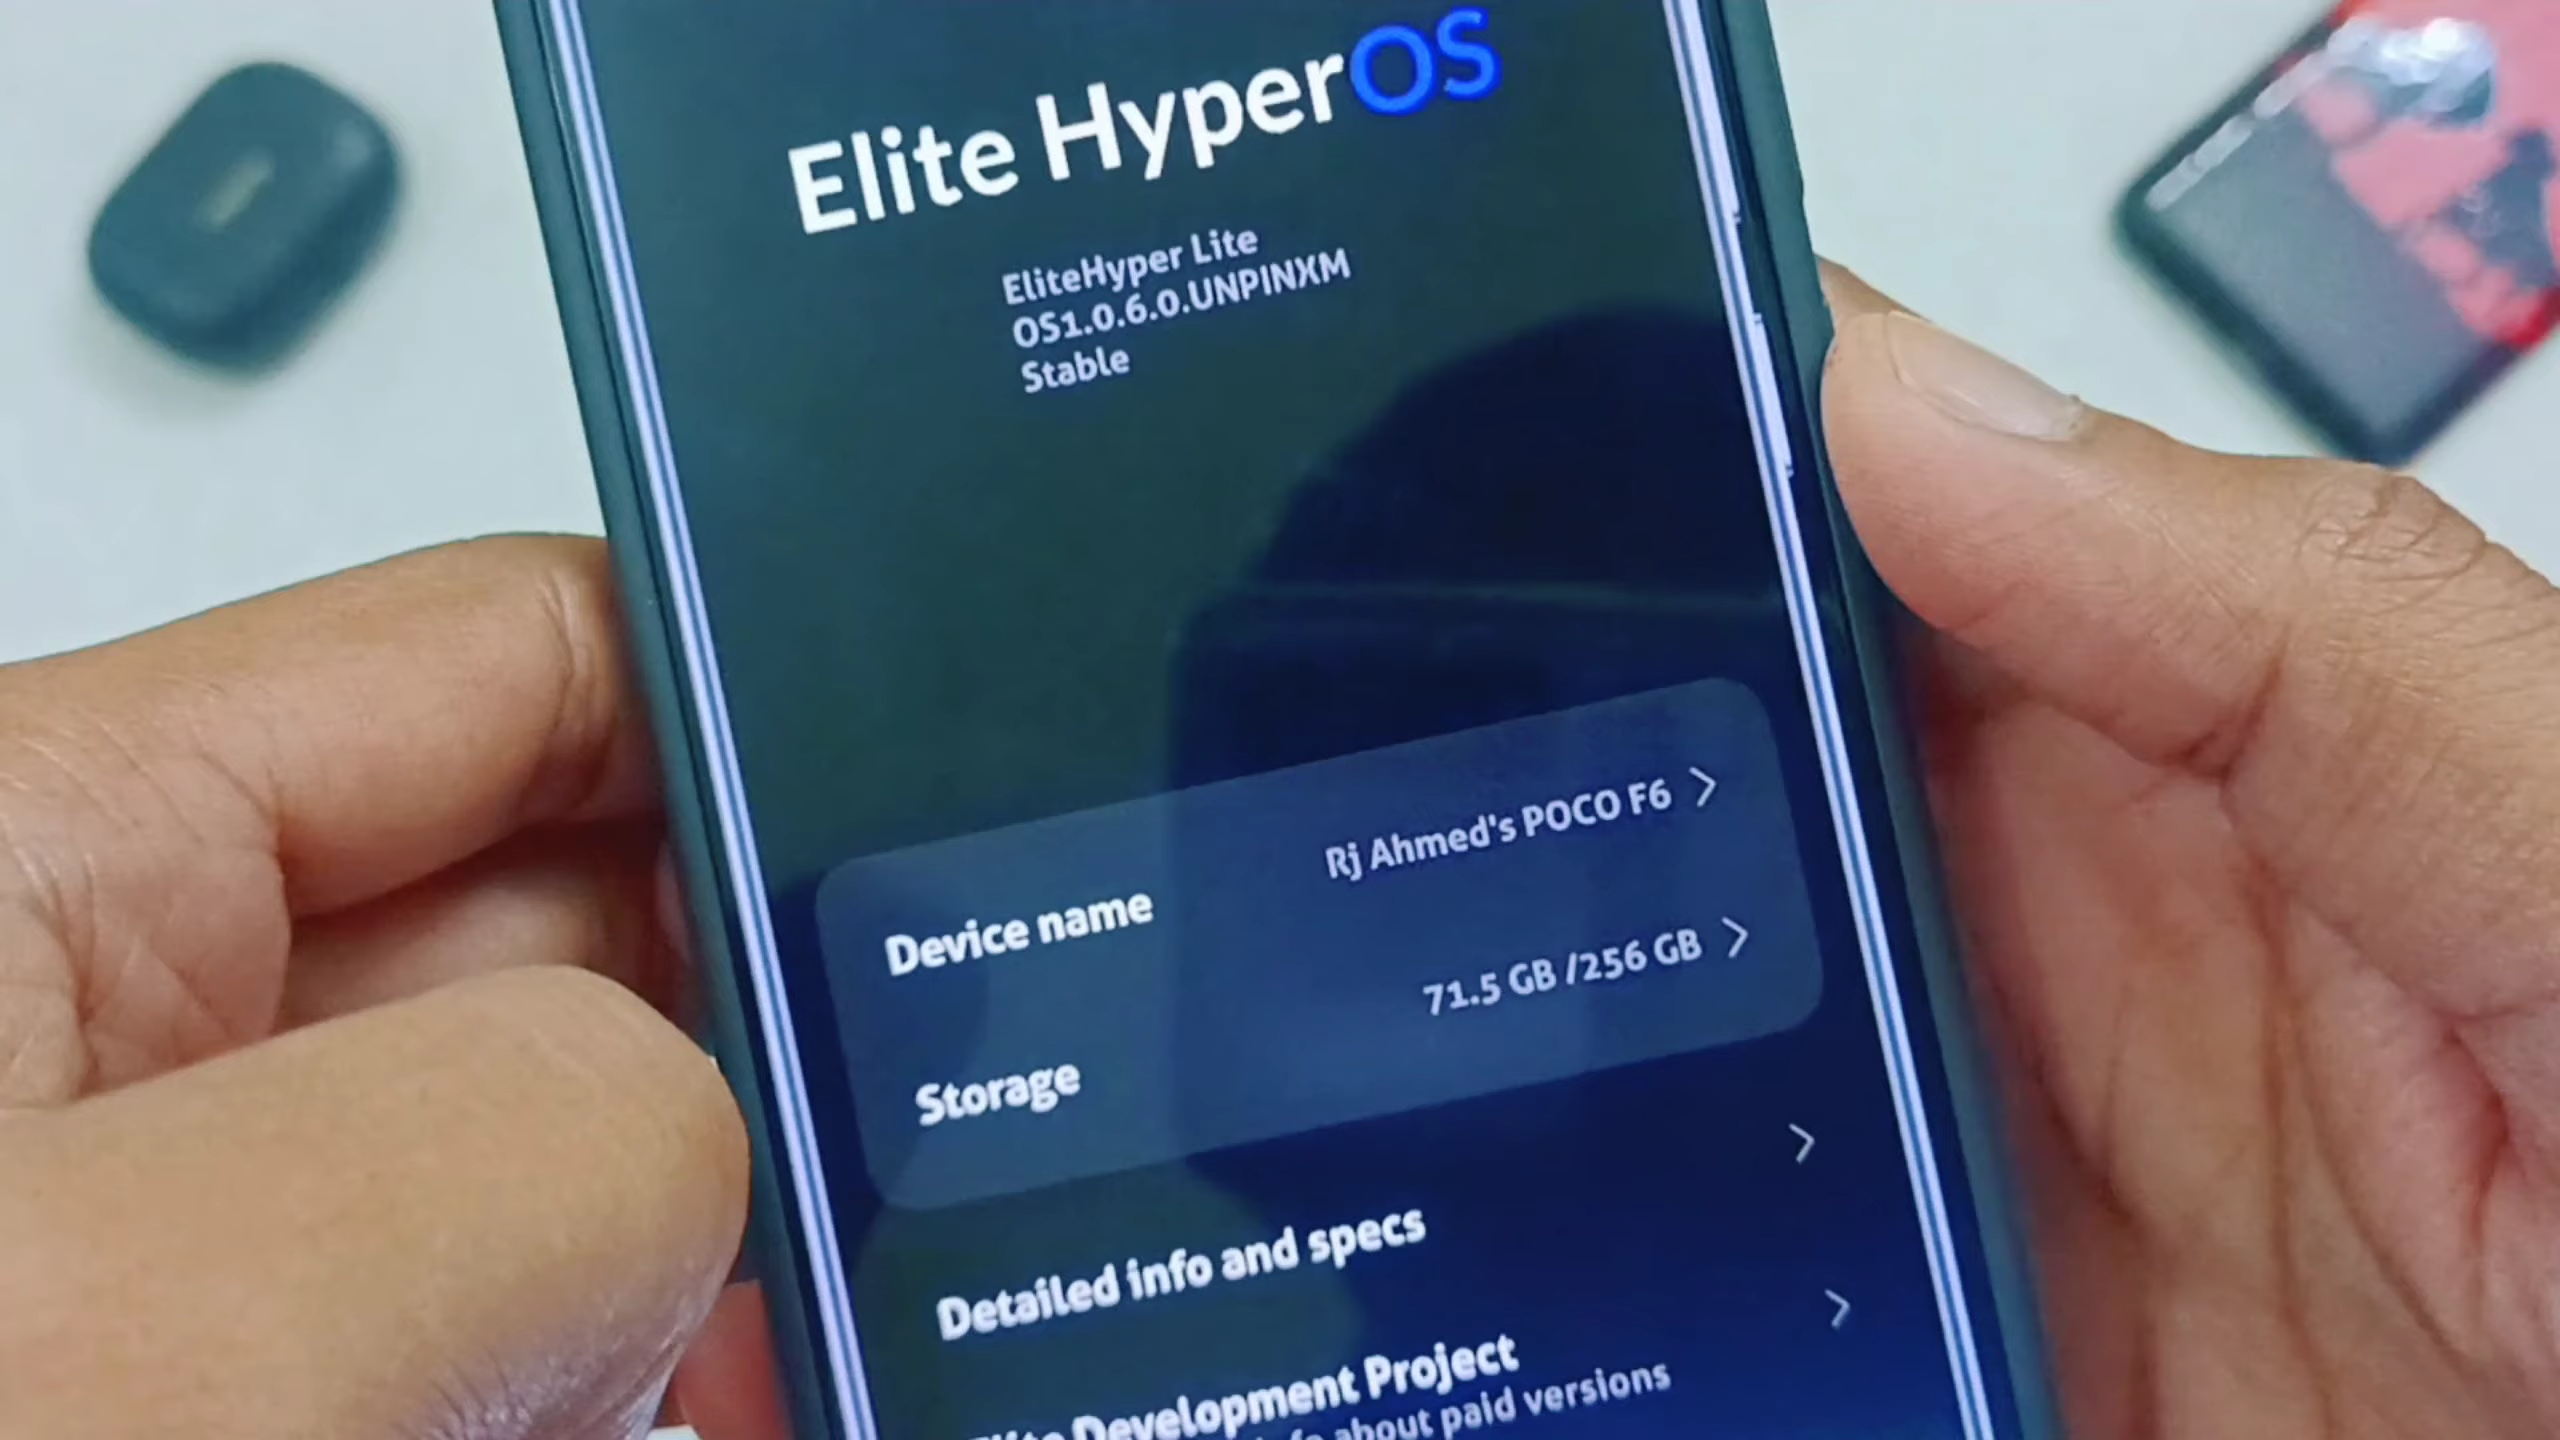 Elite HyperOS
EliteHyper Lite
OS1.0.6.0.UNPINXM
Stable
Device name
Rj Ahmed's POCO F6
Storage
71.5 GB /256 GB
Detailed info and specs
Development Project
about paid versions